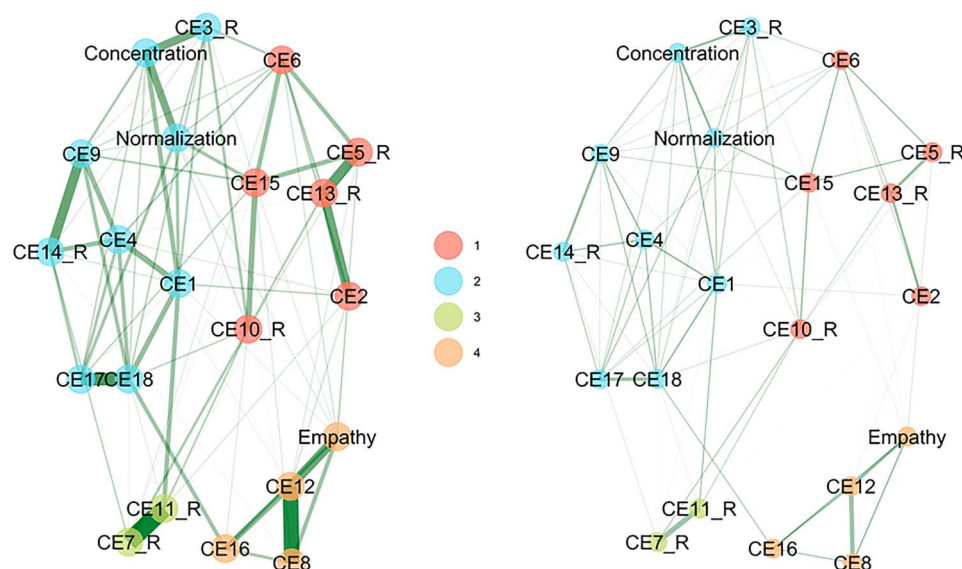 CE3_R
Concentration
CE6
Normalization
CE9
CE5_R
CE15
CE13_R
CE4
CE14_R
CE1
CE2
CE10_R
CE17
CE18
Empathy
CE12
CE11_R
CE7_R
CE16
CE8
1
2
3
4
CE3_R
Concentration
CE6
Normalization
CE9
CE5_R
CE15
CE13_R
CE4
CE14_R
CE1
CE2
CE10_R
CE17
CE18
Empathy
CE12
CE11_R
CE7_R
CE16
CE8